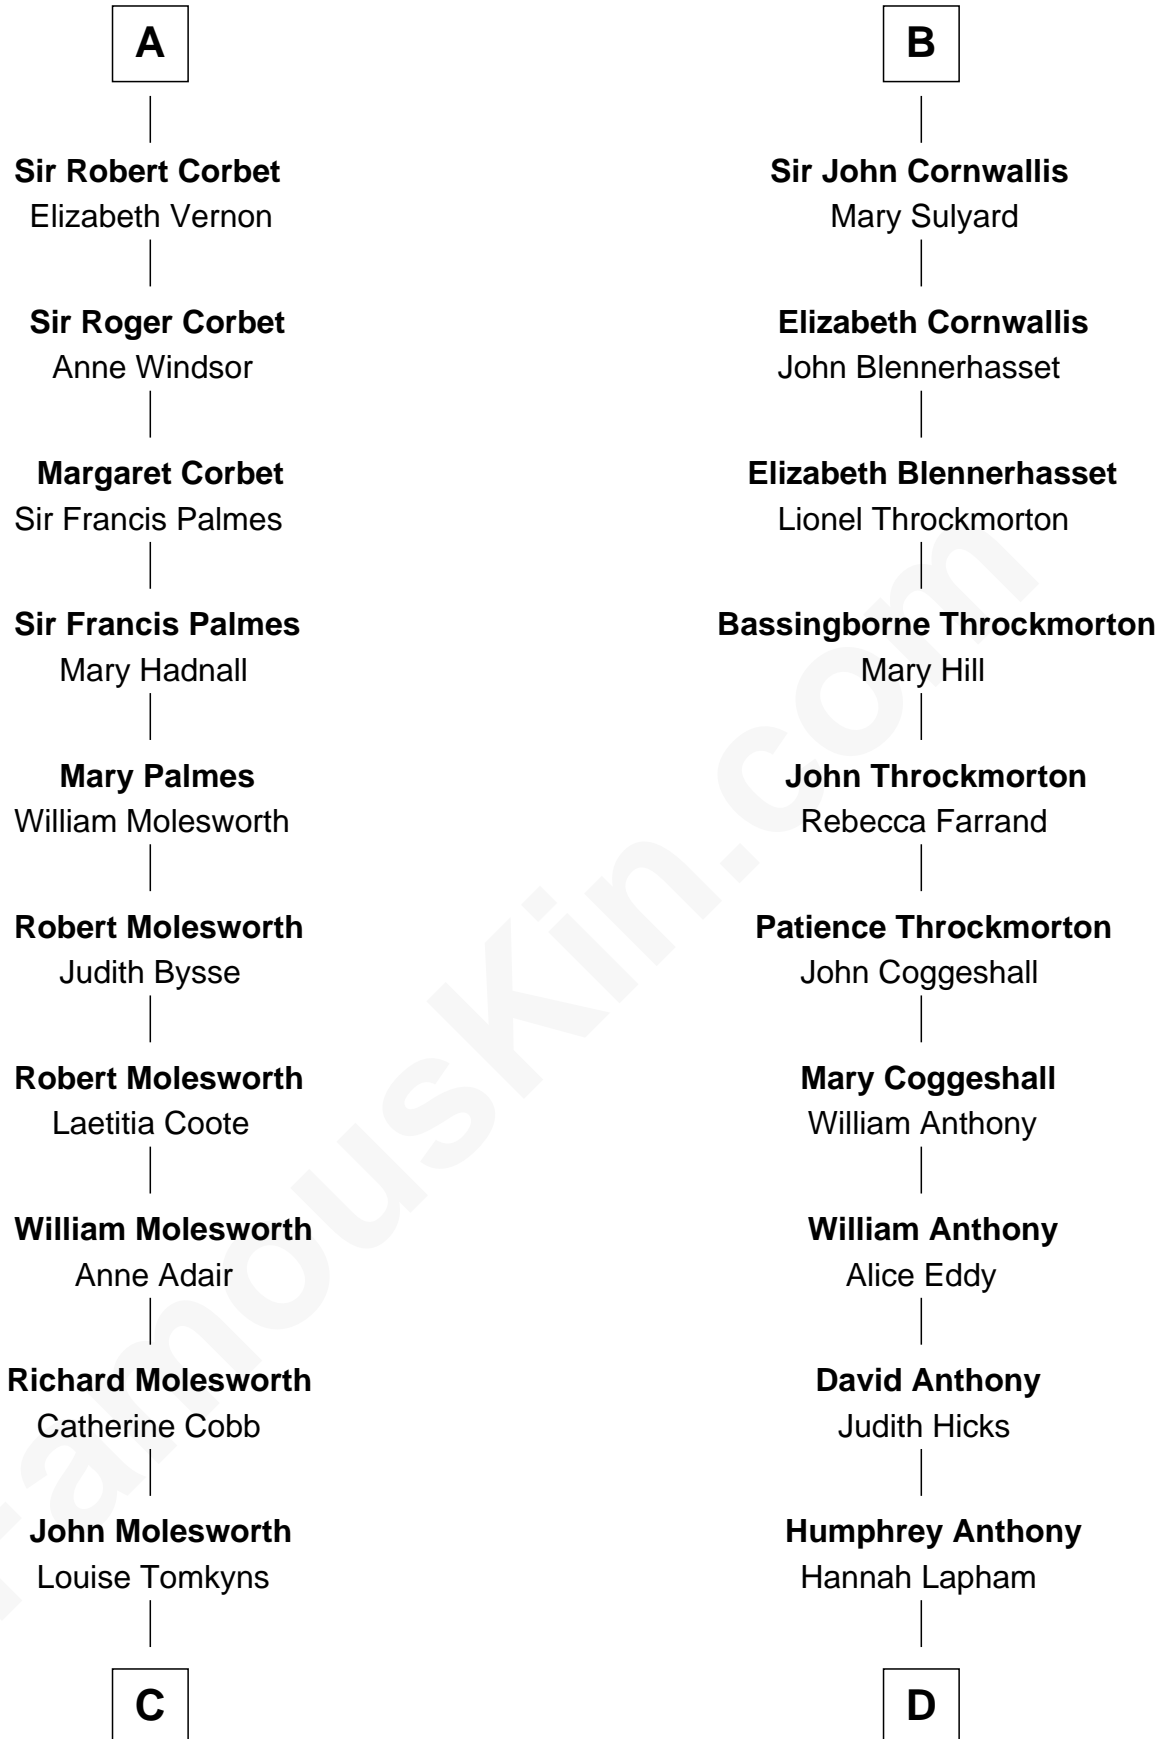 A
B
Sir Robert Corbet
Elizabeth Vernon
Sir John Cornwallis
Mary Sulyard
Sir Roger Corbet
Anne Windsor
Elizabeth Cornwallis
John Blennerhasset
Margaret Corbet
Sir Francis Palmes
Elizabeth Blennerhasset
Lionel Throckmorton
Sir Francis Palmes
Mary Hadnall
Bassingborne Throckmorton
Mary Hill
Mary Palmes
William Molesworth
John Throckmorton
Rebecca Farrand
Robert Molesworth
Judith Bysse
Patience Throckmorton
John Coggeshall
Robert Molesworth
Laetitia Coote
Mary Coggeshall
William Anthony
William Molesworth
Anne Adair
William Anthony
Alice Eddy
Richard Molesworth
Catherine Cobb
David Anthony
Judith Hicks
John Molesworth
Louise Tomkyns
Humphrey Anthony
Hannah Lapham
C
D
FamousKin.com